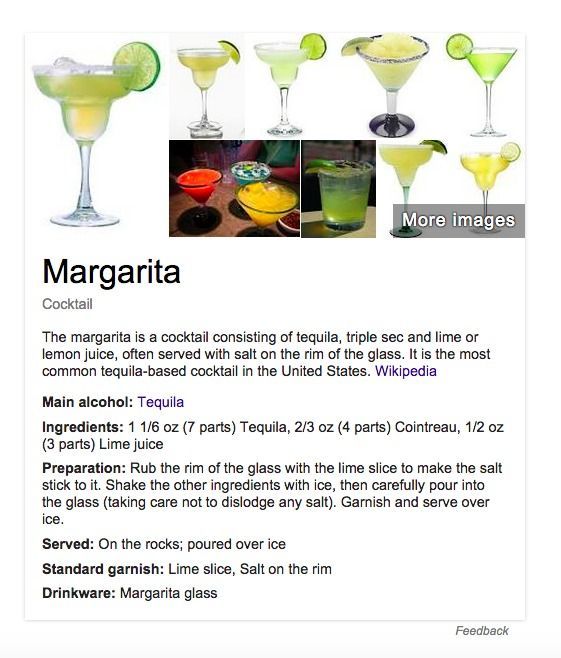 More images
Margarita
Cocktail
The margarita is a cocktail consisting of tequila, triple sec and lime or
lemon juice, often served with salt on the rim of the glass. It is the most
common tequila-based cocktail in the United States. Wikipedia
Main alcohol: Tequila
Ingredients: 1 1/6 oz (7 parts) Tequila, 2/3 oz (4 parts) Cointreau, 1/2 oz
(3 parts) Lime juice
Preparation: Rub the rim of the glass with the lime slice to make the salt
stick to it. Shake the other ingredients with ice, then carefully pour into
the glass (taking care not to dislodge any salt). Garnish and serve over
ice.
Served: On the rocks; poured over ice
Standard garnish: Lime slice, Salt on the rim
Drinkware: Margarita glass
Feedback